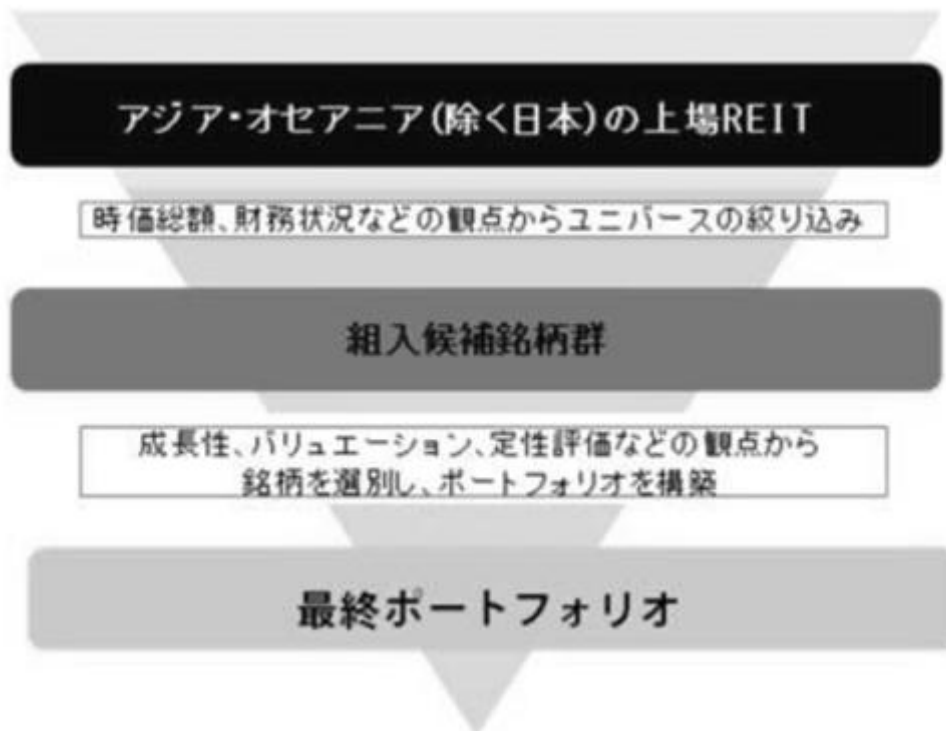 アジア・オセアニア(除く日本)の上場REIT
時価総額、財務状況などの観点からユニバースの絞り込み
組入候補銘柄群
成長性、バリュエーション、定性評価などの観点から
銘柄を選別し、ポートフォリオを構築
最終ポートフォリオ